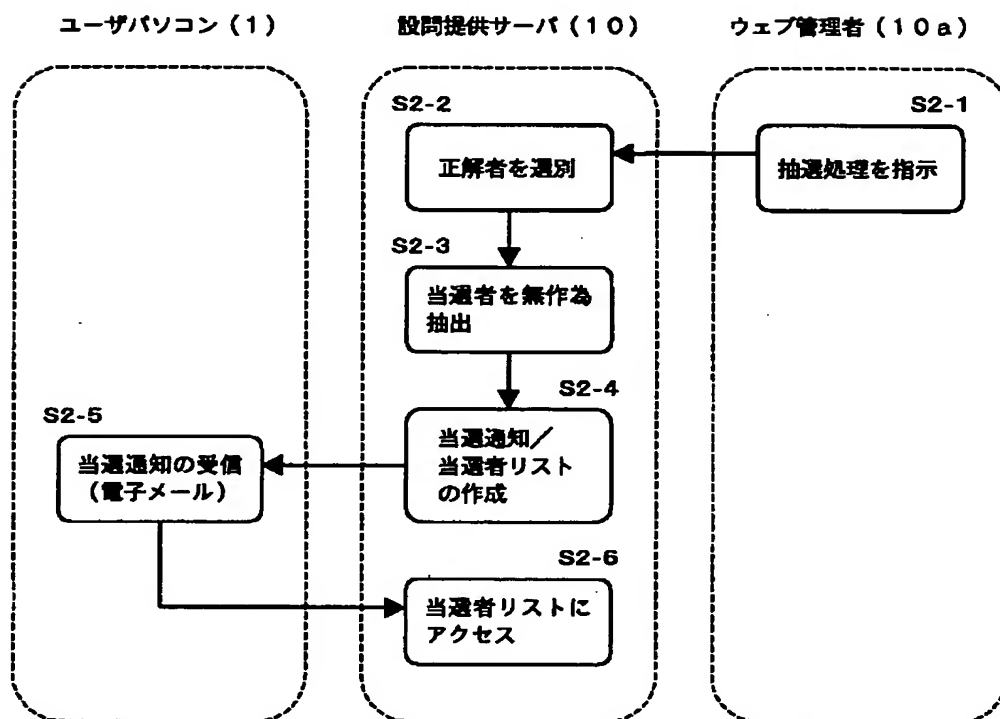 ユーザパソコン（１）
設問提供サーバ（１０）
ウェブ管理者（１０ａ）
S2-2
S2-1
正解者を選別
抽選処理を指示
S2-3
当選者を無作為
抽出
S2-4
当選通知／
当選者リスト
の作成
S2-5
当選通知の受信
（電子メール）
S2-6
当選者リストに
アクセス